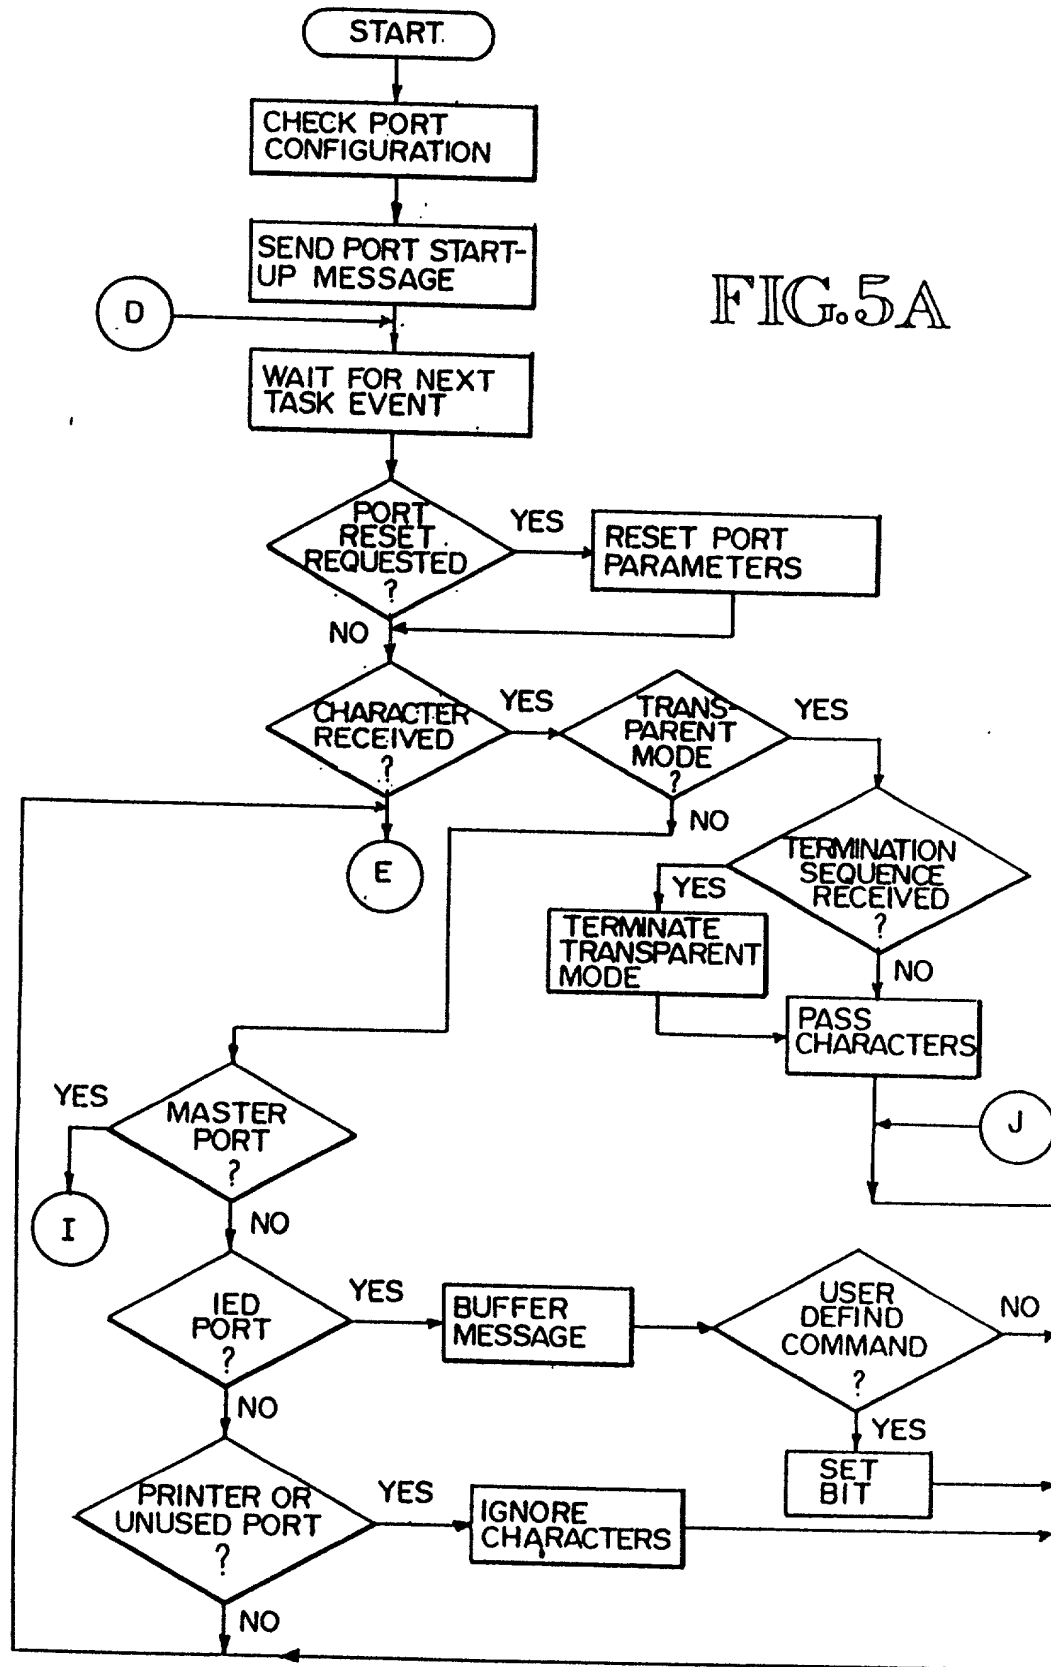 START
CHECK PORT
CONFIGURATION
SEND PORT START-
UP MESSAGE
D
FIG.5A
WAIT FOR NEXT
TASK EVENT
PORT
RESET
REQUESTED
?
YES
RESET PORT
PARAMETERS
NO
CHARACTER
RECEIVED
?
YES
TRANS-
PARENT
MODE
?
YES
NO
E
TERMINATION
SEQUENCE
RECEIVED
?
YES
TERMINATE
TRANSPARENT
MODE
NO
PASS
CHARACTERS
J
MASTER
PORT
?
YES
I
NO
IED
PORT
?
YES
BUFFER
MESSAGE
USER
DEFIND
COMMAND
?
NO
YES
SET
BIT
NO
PRINTER OR
UNUSED PORT
?
YES
IGNORE
CHARACTERS
NO